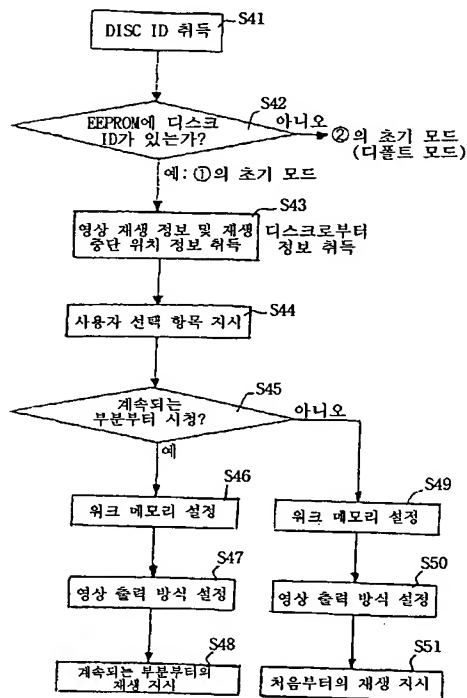 S41
DISC ID 취득
S42
EEPROM에 디스크
ID가 있는가?
아니오
②의 초기 모드
(디폴트 모드)
예:①의 초기 모드
S43
영상 재생 정보 및 재생
중단 위치 정보 취득
디스크로부터
정보 취득
S44
사용자 선택 항목 지시
S45
계속되는
부분부터 시청?
아니오
예
S46
워크 메모리 설정
S49
워크 메모리 설정
S47
영상 출력 방식 설정
S50
영상 출력 방식 설정
S48
계속되는 부분부터의
재생 지시
S51
처음부터의 재생 지시